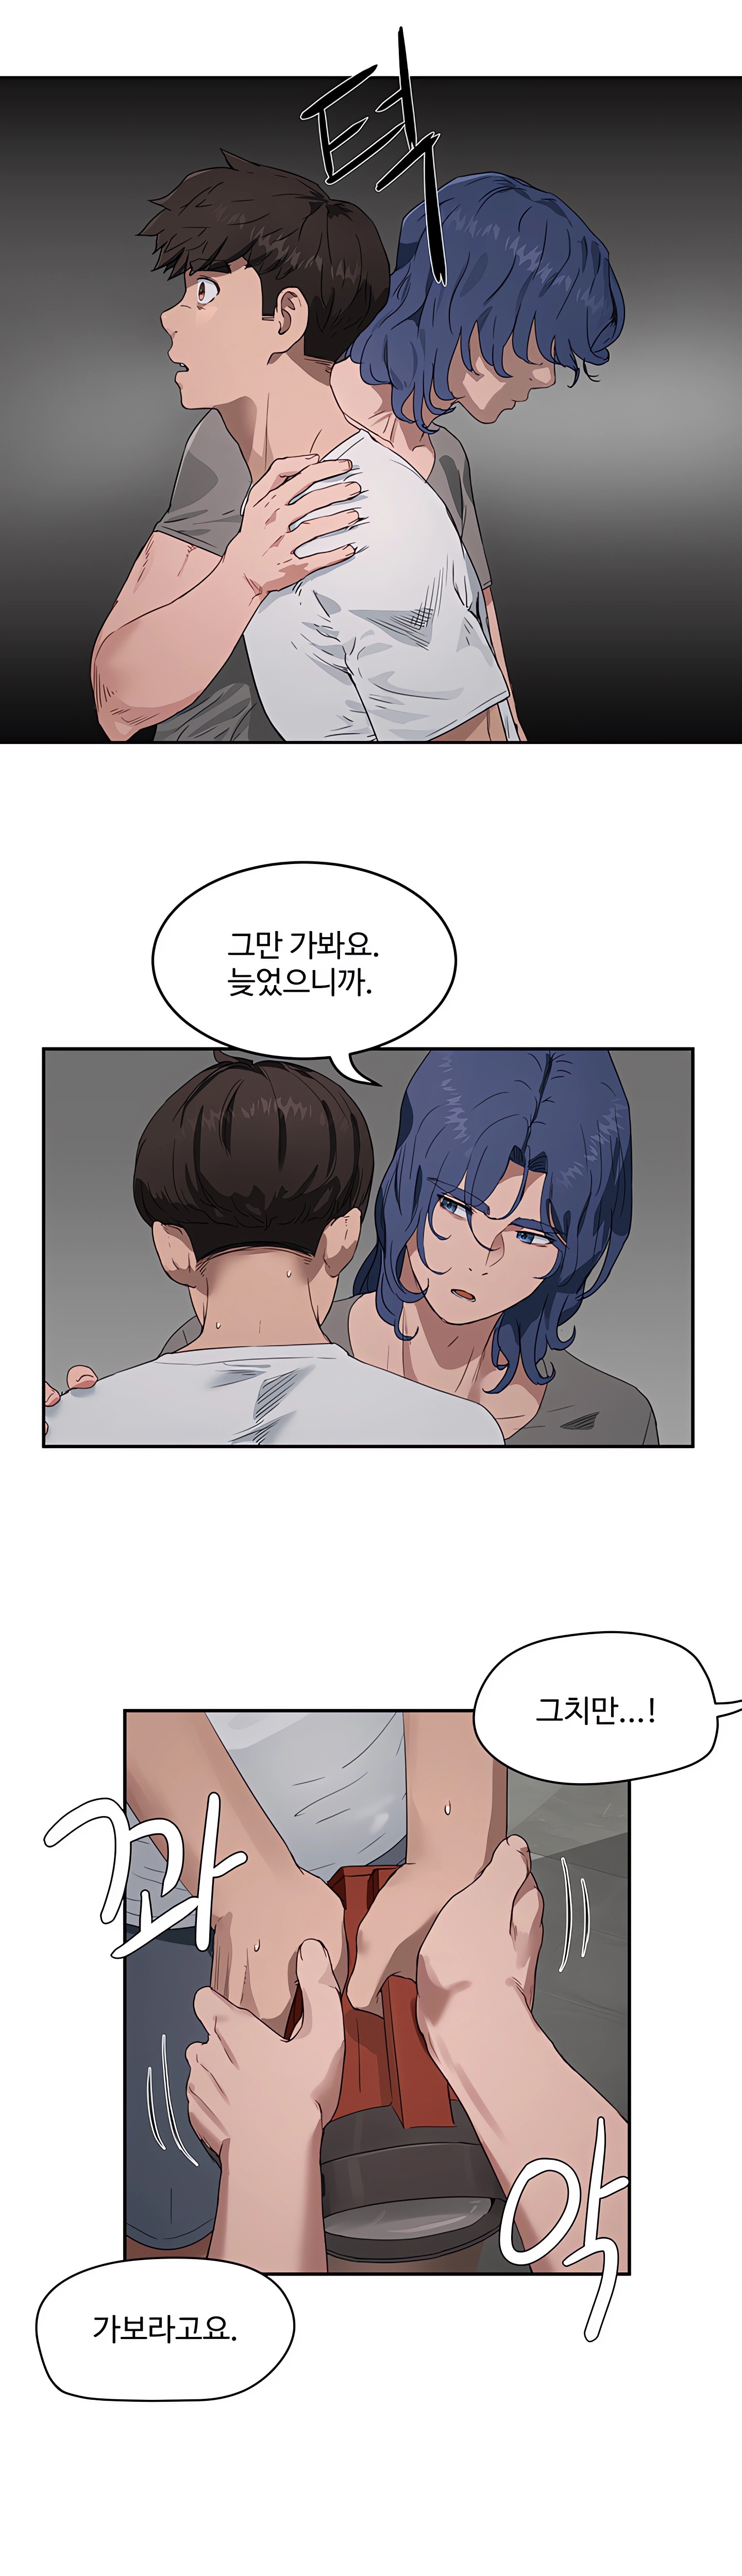 턱
그만 가봐요.
늦었으니까.
그치만...!
꽈
악
가보라고요.